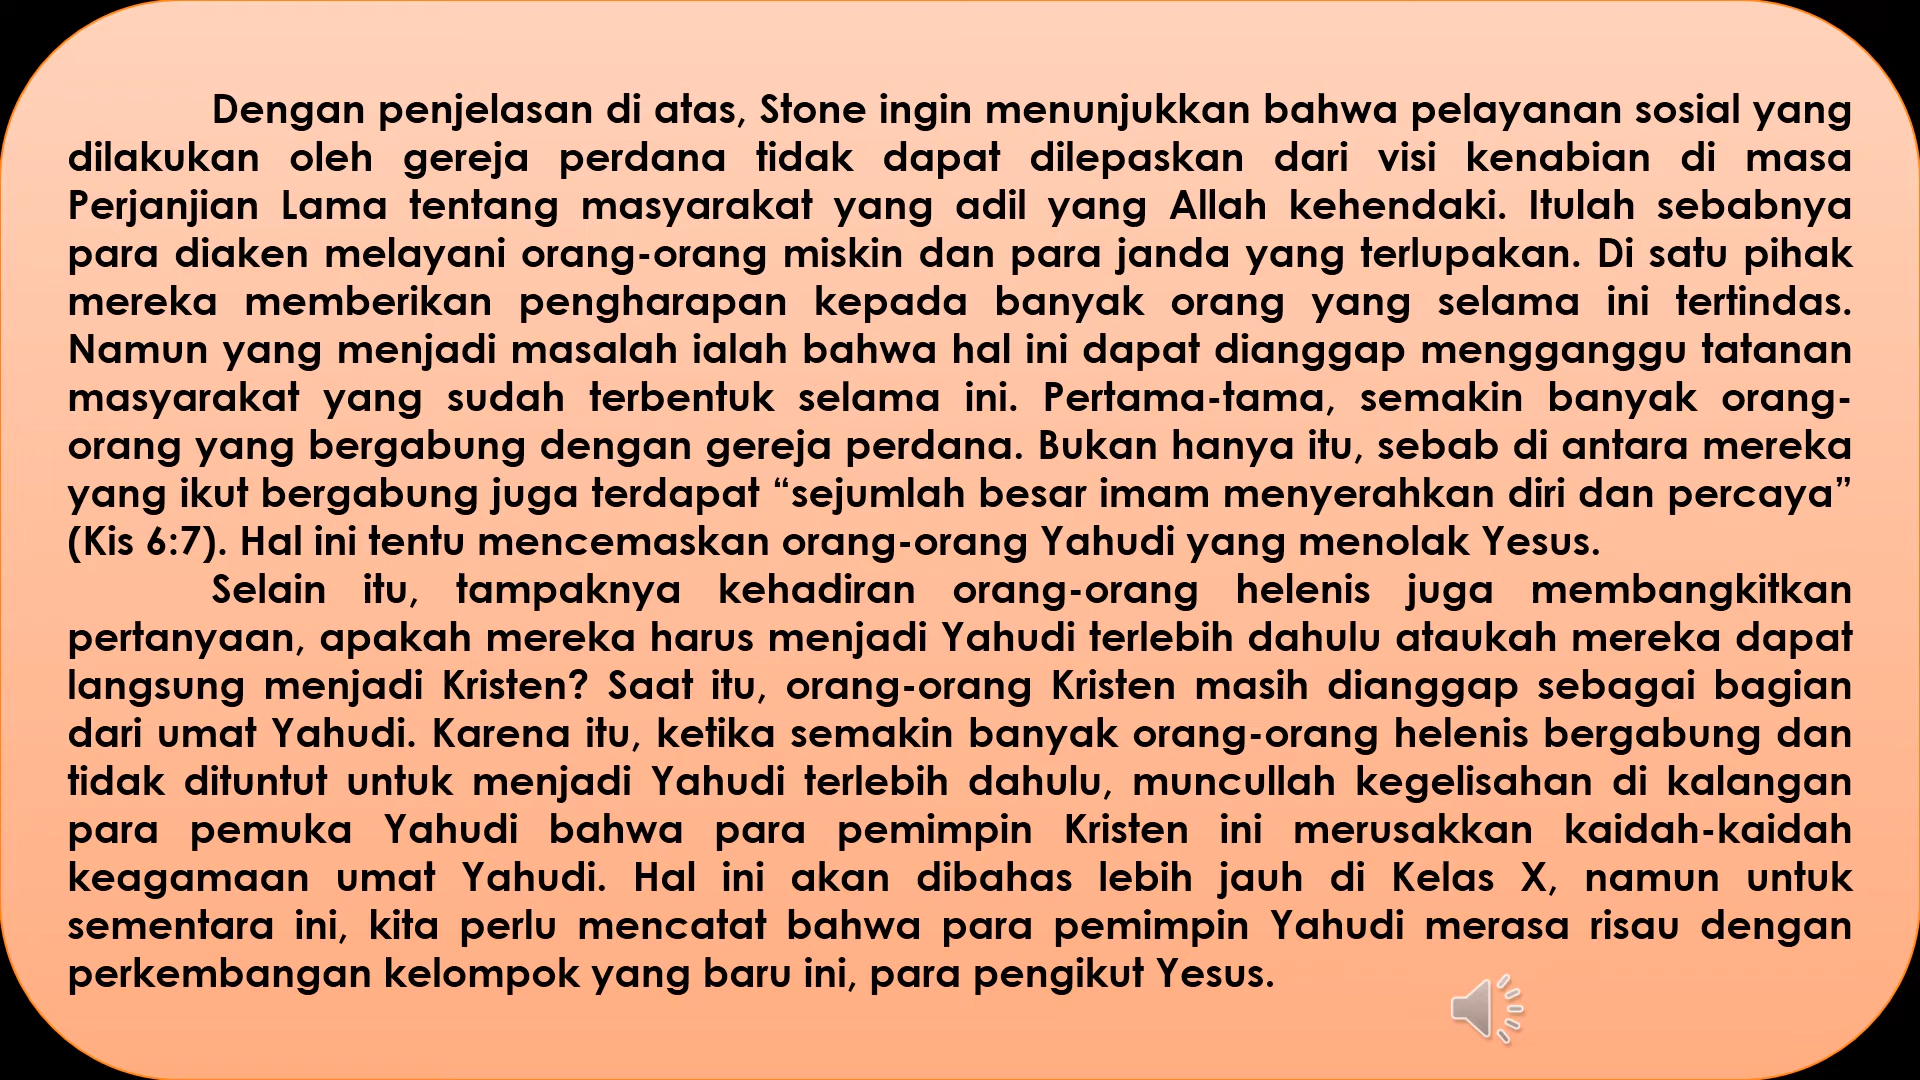 Dengan penjelasan di atas, Stone ingin menunjukkan bahwa pelayanan sosial yang
dilakukan oleh gereja perdana tidak dapat dilepaskan dari visi kenabian di masa
Perjanjian Lama tentang masyarakat yang adil yang Allah kehendaki. Itulah sebabnya
para diaken melayani orang-orang miskin dan para janda yang terlupakan. Di satu pihak
mereka memberikan pengharapan kepada banyak orang yang selama ini tertindas.
Namun yang menjadi masalah ialah bahwa hal ini dapat dianggap mengganggu tatanan
masyarakat yang sudah terbentuk selama ini. Pertama-tama, semakin banyak orang-
orang yang bergabung dengan gereja perdana. Bukan hanya itu, sebab di antara mereka
yang ikut bergabung juga terdapat “sejumlah besar imam menyerahkan diri dan percaya”
(Kis 6:7). Hal ini tentu mencemaskan orang-orang Yahudi yang menolak Yesus.
Selain itu, tampaknya kehadiran orang-orang helenis juga membangkitkan
pertanyaan, apakah mereka harus menjadi Yahudi terlebih dahulu ataukah mereka dapat
langsung menjadi Kristen? Saat itu, orang-orang Kristen masih dianggap sebagai bagian
dari umat Yahudi. Karena itu, ketika semakin banyak orang-orang helenis bergabung dan
tidak dituntut untuk menjadi Yahudi terlebih dahulu, muncullah kegelisahan di kalangan
para pemuka Yahudi bahwa para pemimpin Kristen ini merusakkan kaidah-kaidah
keagamaan umat Yahudi. Hal ini akan dibahas lebih jauh di Kelas X, namun untuk
sementara ini, kita perlu mencatat bahwa para pemimpin Yahudi merasa risau dengan
perkembangan kelompok yang baru ini, para pengikut Yesus.